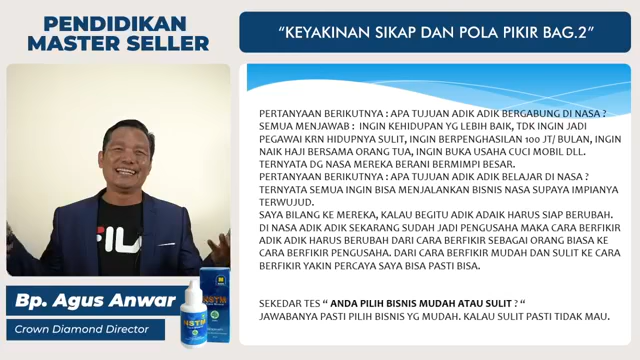 PENDIDIKAN
MASTER SELLER
“KEYAKINAN SIKAP DAN POLA PIKIR BAG.2”
PERTANYAAN BERIKUTNYA : APA TUJUAN ADIK ADIK BERGABUNG DI NASA ?
SEMUA MENJAWAB : INGIN KEHIDUPAN YG LEBIH BAIK, TDK INGIN JADI
PEGAWAI KRN HIDUPNYA SULIT, INGIN BERPENGHASILAN 100 JT/ BULAN, INGIN
NAIK HAJI BERSAMA ORANG TUA, INGIN BUKA USAHA CUCI MOBIL DLL.
TERNYATA DG NASA MEREKA BERANI BERMIMPI BESAR.
PERTANYAAN BERIKUTNYA : APA TUJUAN ADIK ADIK BELAJAR DI NASA ?
TERNYATA SEMUA INGIN BISA MENJALANKAN BISNIS NASA SUPAYA IMPIANYA
TERWUJUD.
SAYA BILANG KE MEREKA, KALAU BEGITU ADIK ADAIK HARUS SIAP BERUBAH.
DI NASA ADIK ADIK SEKARANG SUDAH JADI PENGUSAHA MAKA CARA BERFIKIR
ADIK ADIK HARUS BERUBAH DARI CARA BERFIKIR SEBAGAI ORANG BIASA KE
CARA BERFIKIR PENGUSAHA. DARI CARA BERFIKIR MUDAH DAN SULIT KE CARA
BERFIKIR YAKIN PERCAYA SAYA BISA PASTI BISA.
SEKEDAR TES “ ANDA PILIH BISNIS MUDAH ATAU SULIT ? “
JAWABANYA PASTI PILIH BISNIS YG MUDAH. KALAU SULIT PASTI TIDAK MAU.
FILA
Bp. Agus Anwar
Crown Diamond Director
NSTM
NSTM